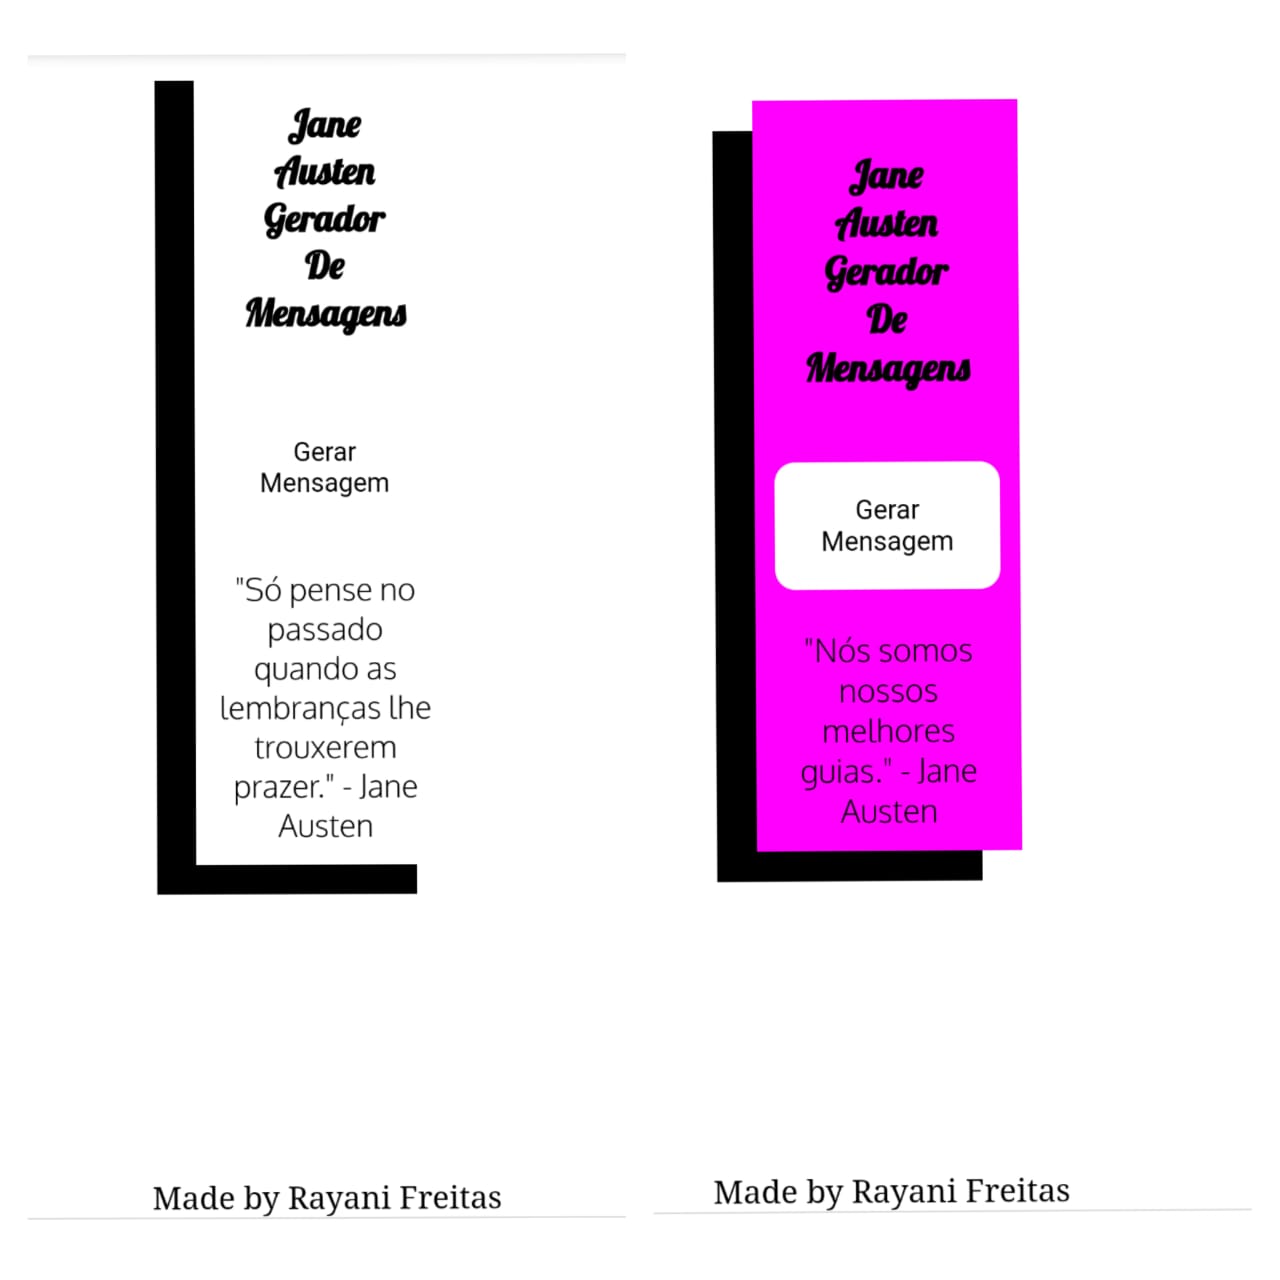 Jane
Austen
Gerador
De
Mensagens
Gerar
Mensagem
"Só pense no
passado
quando as
lembranças lhe
trouxerem
prazer." - Jane
Austen
Made by Rayani Freitas
Jane
Austen
Gerador
De
Mensagens
Gerar
Mensagem
"Nós somos
nossos
melhores
guias." - Jane
Austen
Made by Rayani Freitas